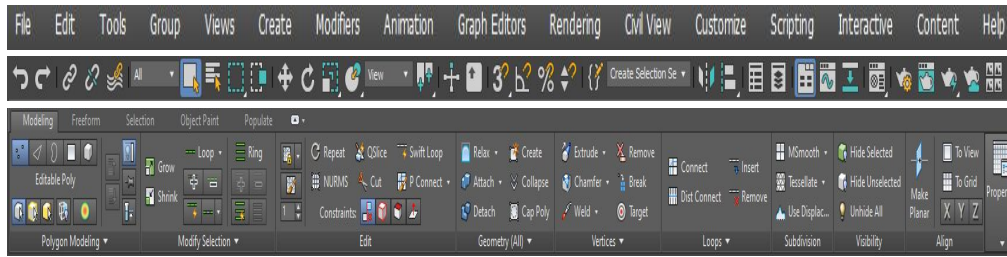 File Edit Tools Group Views Create Modifiers Animation Graph Editors Rendering Civil View Customize Scripting Interactive Content Help
All View 3 Create Selection Se
Modeling Freeform Selection Object Paint Populate
Grow Loop Ring Repeat QSlice Swift Loop Relax Create Extrude Remove Connect Insert MSmooth Hide Selected To View
Editable Poly Shrink NURMS Cut P Connect Attach Collapse Chamfer Break Dist Connect Remove Tessellate Hide Unselected Make Planar To Grid Prope
1 Constraints: Detach Cap Poly Weld Target Use Displac... Unhide All X Y Z
Polygon Modeling Modify Selection Edit Geometry (All) Vertices Loops Subdivision Visibility Align